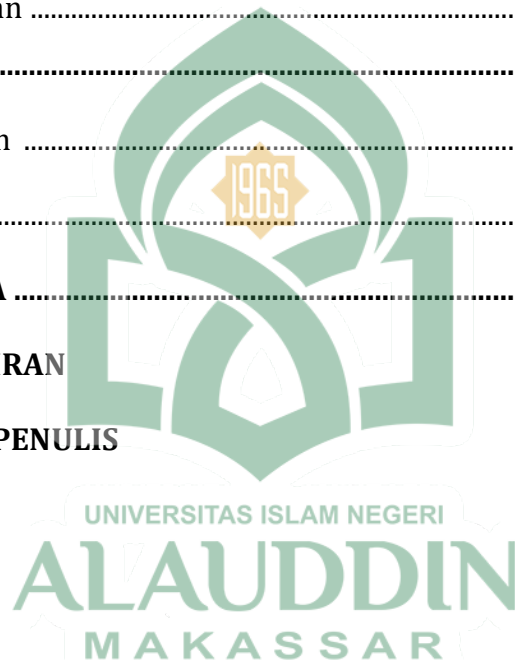 n ........................................................................
........................................................................
1965
n ........................................................................
........................................................................
A ........................................................................
RAN
PENULIS
UNIVERSITAS ISLAM NEGERI
ALAUDDIN
MAKASSAR